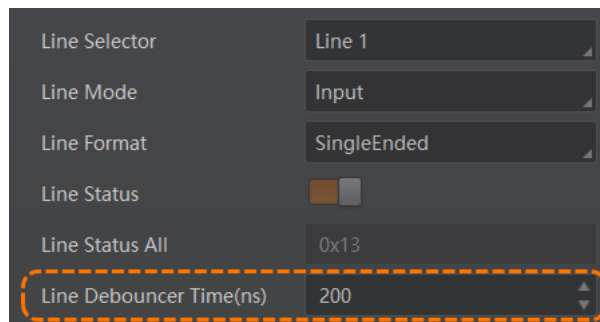 Line Selector Line 1
Line Mode Input
Line Format SingleEnded
Line Status
Line Status All 0x13
Line Debouncer Time(ns) 200